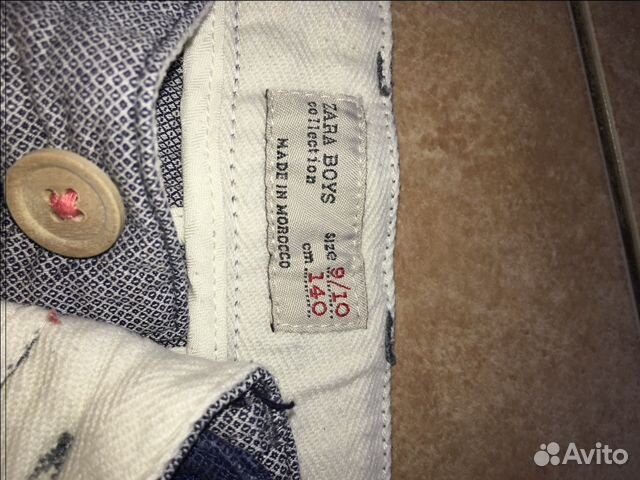 ZARA BOYS
collection
MADE IN MOROCCO
size 9/10
cm 140
Avito